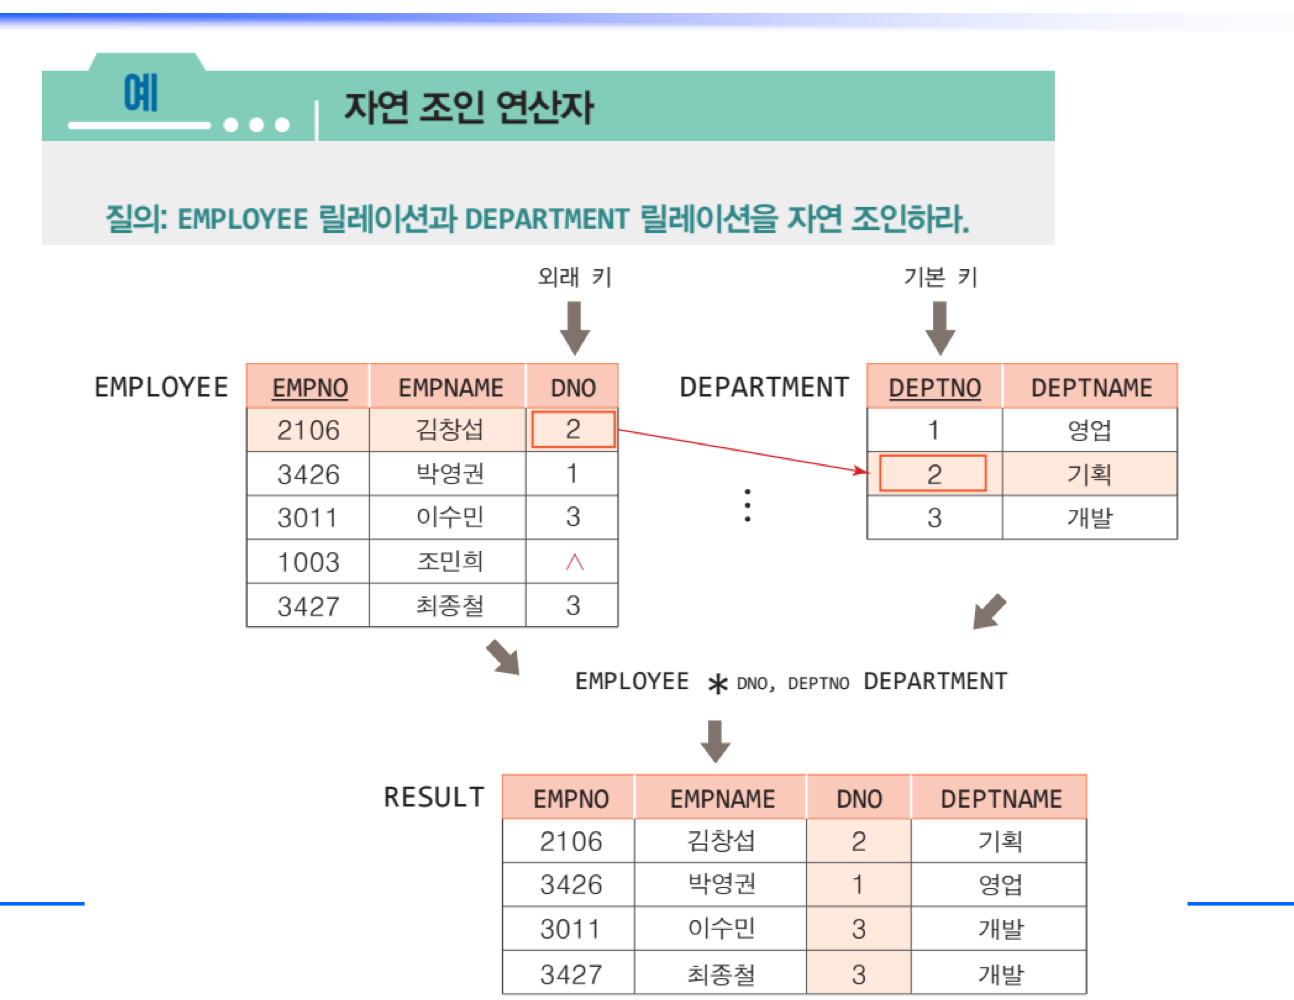 예
자연 조인 연산자
질의: EMPLOYEE 릴레이션과 DEPARTMENT 릴레이션을 자연 조인하라.
외래 키 기본 키
EMPLOYEE EMPNO EMPNAME DNO
2106 김창섭 2
3426 박영권 1
3011 이수민 3
1003 조민희 ∧
3427 최종철 3
DEPARTMENT DEPTNO DEPTNAME
1 영업
2 기획
3 개발
EMPLOYEE * DNO, DEPTNO DEPARTMENT
RESULT EMPNO EMPNAME DNO DEPTNAME
2106 김창섭 2 기획
3426 박영권 1 영업
3011 이수민 3 개발
3427 최종철 3 개발